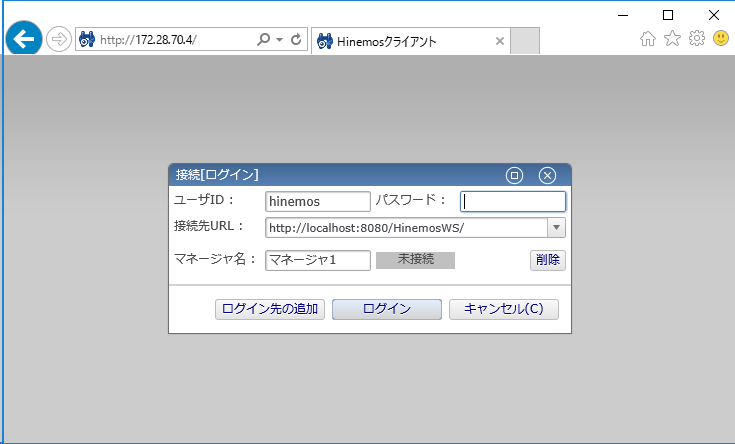 http://172.28.70.4/
Hinemosクライアント
接続[ログイン]
ユーザID：
hinemos
パスワード：
接続先URL：
http://localhost:8080/HinemosWS/
マネージャ名：
マネージャ1
未接続
削除
ログイン先の追加
ログイン
キャンセル(C)